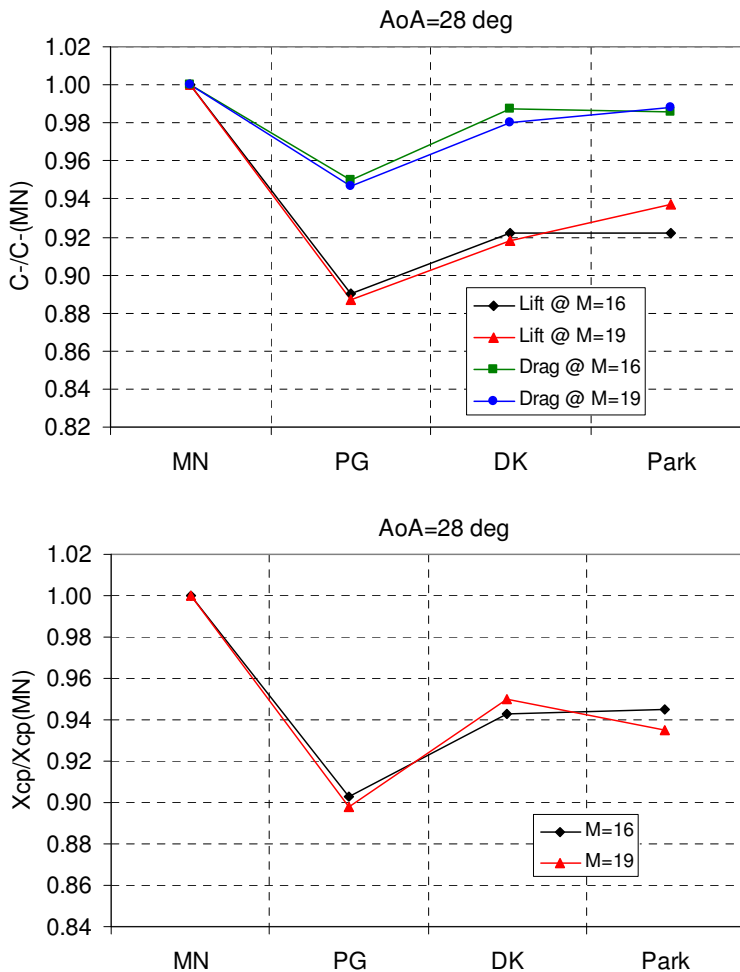 AoA=28 deg
C-/C-(MN)
1.02
1.00
0.98
0.96
0.94
0.92
0.90
0.88
0.86
0.84
0.82
Lift @ M=16
Lift @ M=19
Drag @ M=16
Drag @ M=19
MN PG DK Park
AoA=28 deg
Xcp/Xcp(MN)
1.02
1.00
0.98
0.96
0.94
0.92
0.90
0.88
0.86
0.84
M=16
M=19
MN PG DK Park